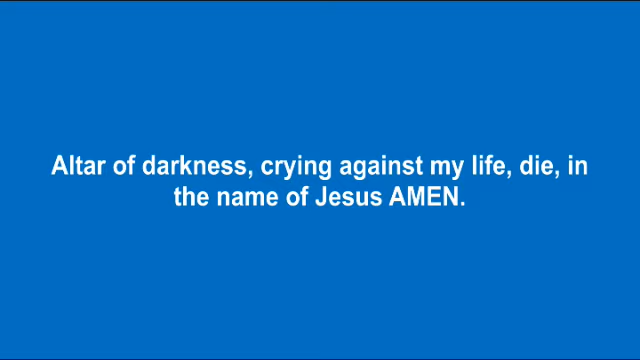 Altar of darkness, crying against my life, die, in
the name of Jesus AMEN.